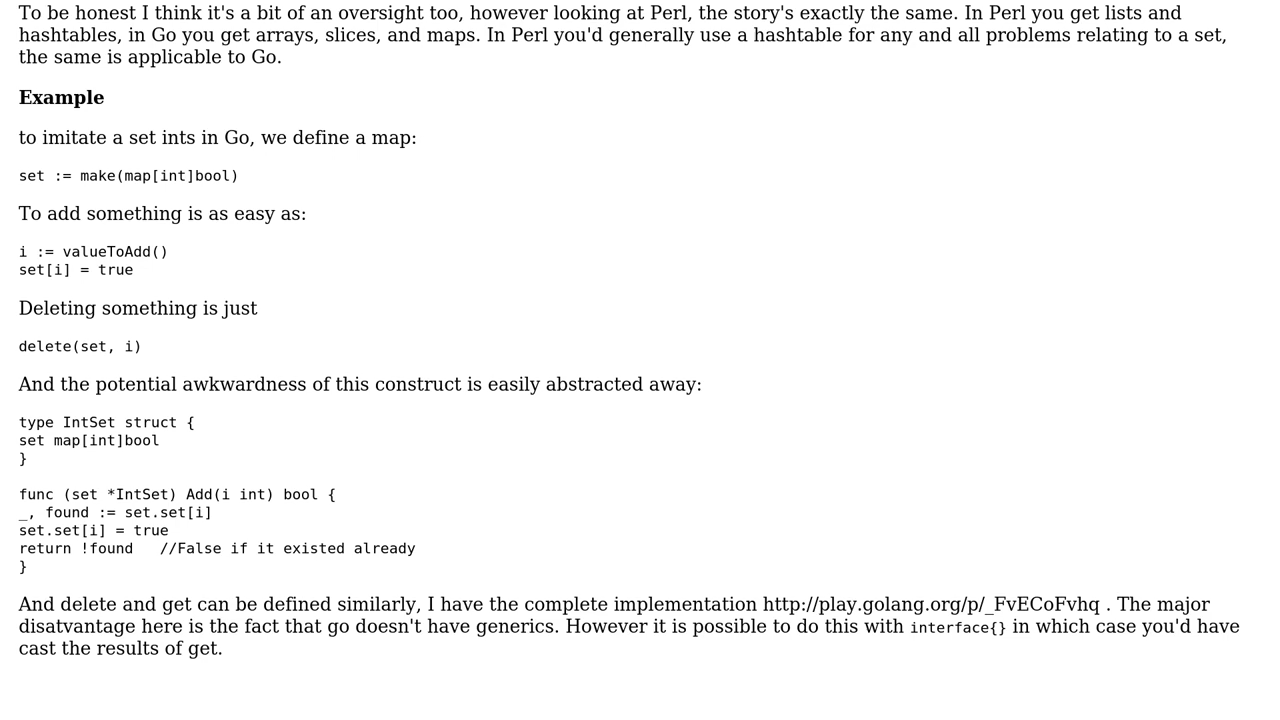 To be honest I think it's a bit of an oversight too, however looking at Perl, the story's exactly the same. In Perl you get lists and
hashtables, in Go you get arrays, slices, and maps. In Perl you'd generally use a hashtable for any and all problems relating to a set,
the same is applicable to Go.
Example
to imitate a set ints in Go, we define a map:
set := make(map[int]bool)
To add something is as easy as:
i := valueToAdd()
set[i] = true
Deleting something is just
delete(set, i)
And the potential awkwardness of this construct is easily abstracted away:
type IntSet struct {
set map[int]bool
}
func (set *IntSet) Add(i int) bool {
_, found := set.set[i]
set.set[i] = true
return !found   //False if it existed already
}
And delete and get can be defined similarly, I have the complete implementation http://play.golang.org/p/_FvECoFvhq . The major
disatvantage here is the fact that go doesn't have generics. However it is possible to do this with interface{} in which case you'd have
cast the results of get.